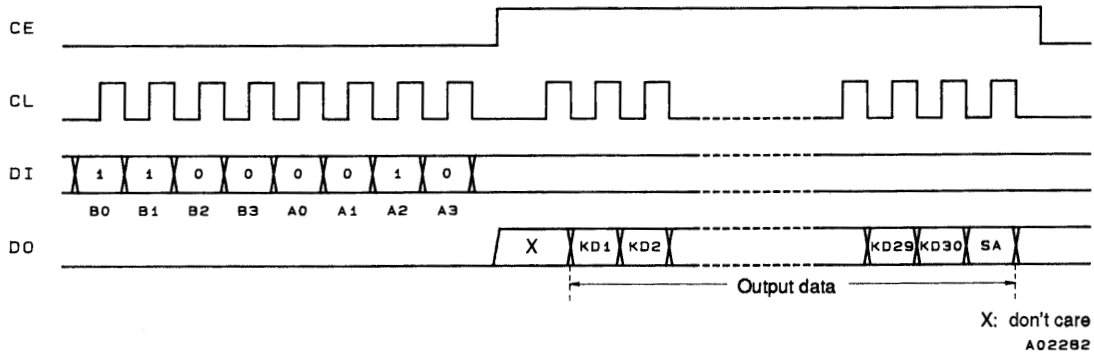 CE
CL
DI 1 1 0 0 0 0 1 0
B0 B1 B2 B3 A0 A1 A2 A3
DO X KD1 KD2 KD29 KD30 SA
Output data
X: don't care
A02282